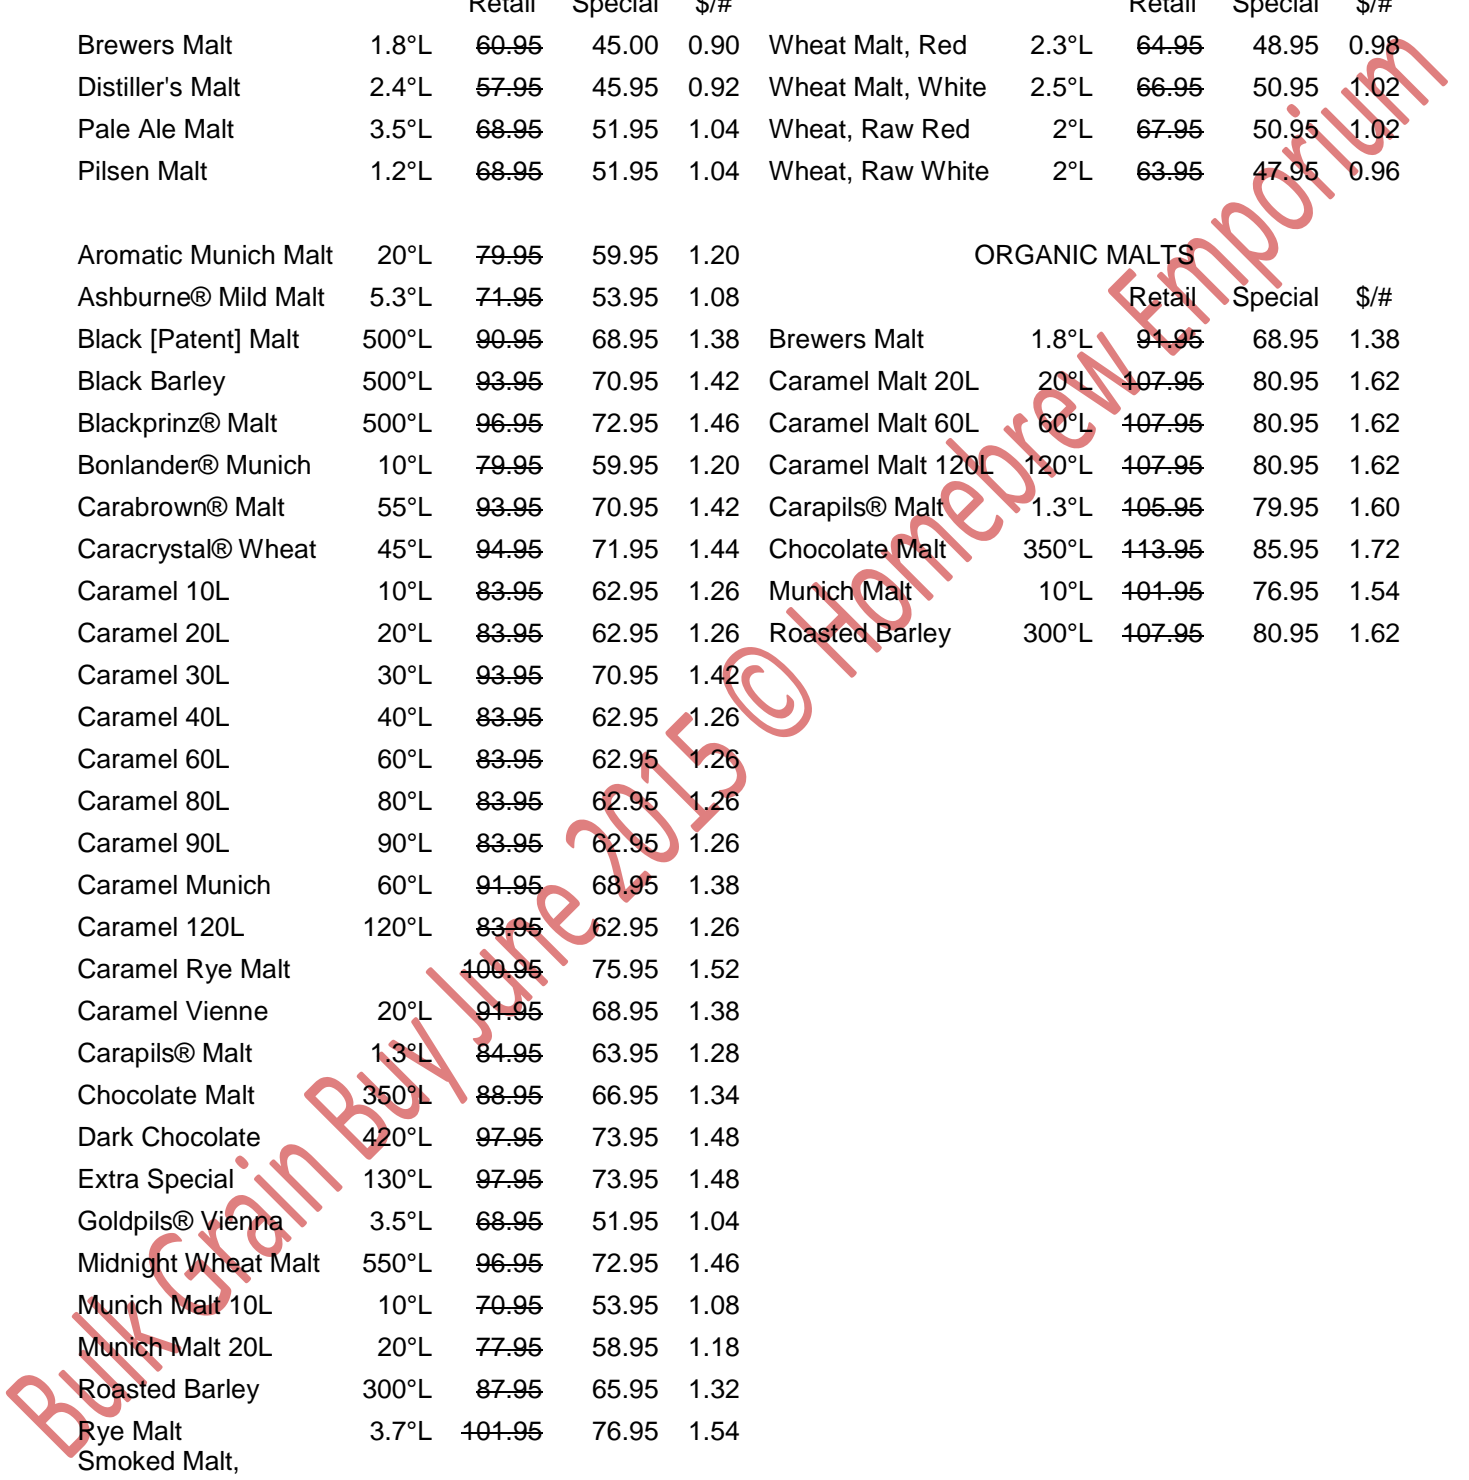 Retail Special $/#
Brewers Malt 1.8°L 60.95 45.00 0.90
Distiller's Malt 2.4°L 57.95 45.95 0.92
Pale Ale Malt 3.5°L 68.95 51.95 1.04
Pilsen Malt 1.2°L 68.95 51.95 1.04
Aromatic Munich Malt 20°L 79.95 59.95 1.20
Ashburne® Mild Malt 5.3°L 71.95 53.95 1.08
Black [Patent] Malt 500°L 90.95 68.95 1.38
Black Barley 500°L 93.95 70.95 1.42
Blackprinz® Malt 500°L 96.95 72.95 1.46
Bonlander® Munich 10°L 79.95 59.95 1.20
Carabrown® Malt 55°L 93.95 70.95 1.42
Caracrystal® Wheat 45°L 94.95 71.95 1.44
Caramel 10L 10°L 83.95 62.95 1.26
Caramel 20L 20°L 83.95 62.95 1.26
Caramel 30L 30°L 93.95 70.95 1.42
Caramel 40L 40°L 83.95 62.95 1.26
Caramel 60L 60°L 83.95 62.95 1.26
Caramel 80L 80°L 83.95 62.95 1.26
Caramel 90L 90°L 83.95 62.95 1.26
Caramel Munich 60°L 91.95 68.95 1.38
Caramel 120L 120°L 83.95 62.95 1.26
Caramel Rye Malt 100.95 75.95 1.52
Caramel Vienne 20°L 91.95 68.95 1.38
Carapils® Malt 1.3°L 84.95 63.95 1.28
Chocolate Malt 350°L 88.95 66.95 1.34
Dark Chocolate 420°L 97.95 73.95 1.48
Extra Special 130°L 97.95 73.95 1.48
Goldpils® Vienna 3.5°L 68.95 51.95 1.04
Midnight Wheat Malt 550°L 96.95 72.95 1.46
Munich Malt 10L 10°L 70.95 53.95 1.08
Munich Malt 20L 20°L 77.95 58.95 1.18
Roasted Barley 300°L 87.95 65.95 1.32
Rye Malt 3.7°L 101.95 76.95 1.54
Smoked Malt,
Retail Special $/#
Wheat Malt, Red 2.3°L 64.95 48.95 0.98
Wheat Malt, White 2.5°L 66.95 50.95 1.02
Wheat, Raw Red 2°L 67.95 50.95 1.02
Wheat, Raw White 2°L 63.95 47.95 0.96
ORGANIC MALTS
Retail Special $/#
Brewers Malt 1.8°L 91.95 68.95 1.38
Caramel Malt 20L 20°L 107.95 80.95 1.62
Caramel Malt 60L 60°L 107.95 80.95 1.62
Caramel Malt 120L 120°L 107.95 80.95 1.62
Carapils® Malt 1.3°L 105.95 79.95 1.60
Chocolate Malt 350°L 113.95 85.95 1.72
Munich Malt 10°L 101.95 76.95 1.54
Roasted Barley 300°L 107.95 80.95 1.62
Bulk Grain Buy June 2015 © Homebrew Emporium